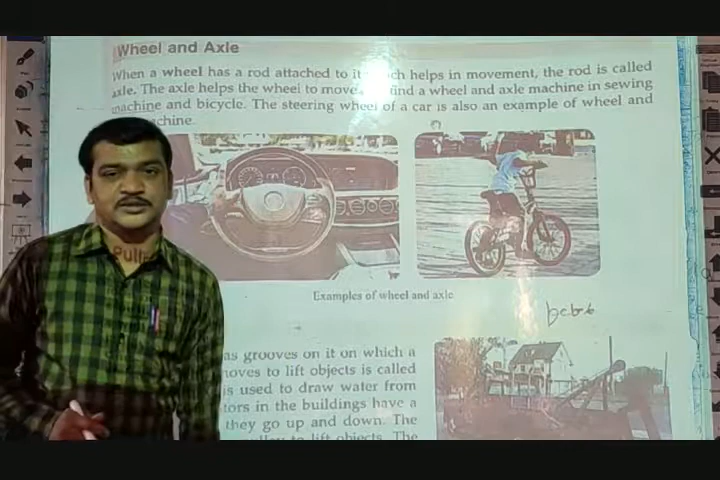 Wheel and Axle
When a wheel has a rod attached to it helps in movement, the rod is called
axle. The axle helps the wheel to move. find a wheel and axle machine in sewing
machine and bicycle. The steering wheel of a car is also an example of wheel and
Examples of wheel and axle
as grooves on it on which a
to lift objects is called
is used to draw water from
in the buildings have a
they go up and down. The
to lift objects. The